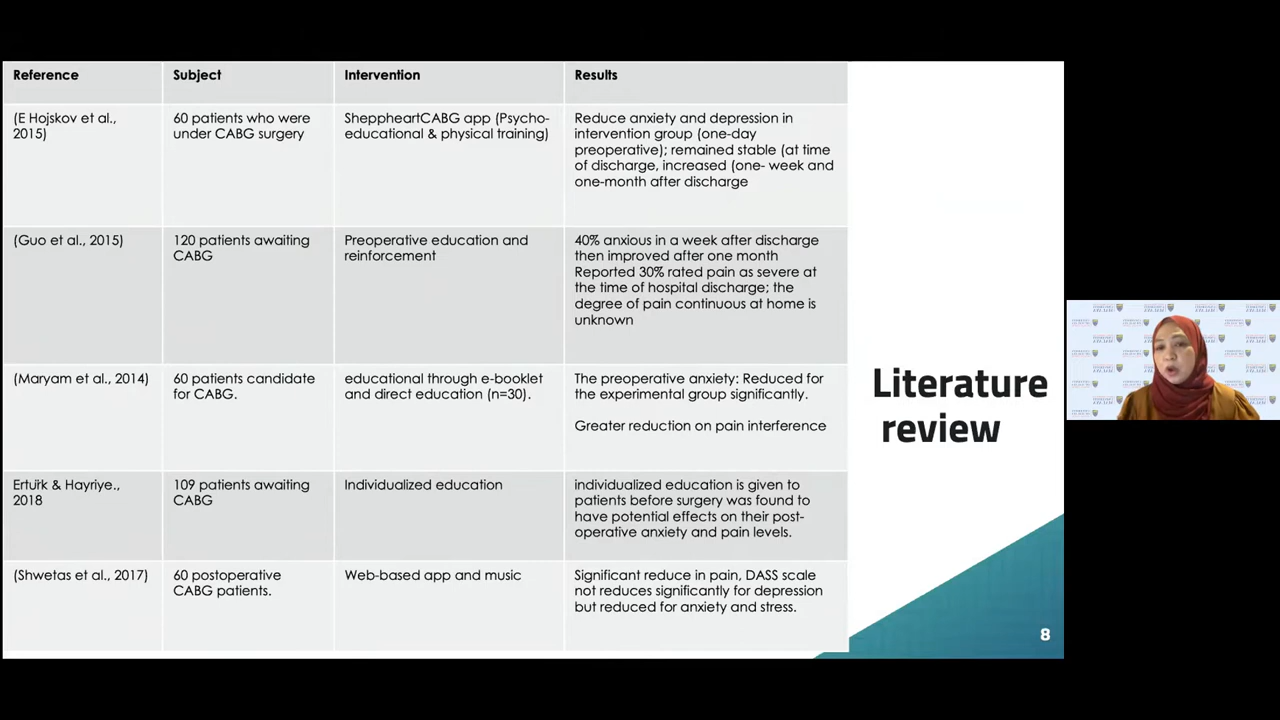 Reference Subject Intervention Results
(E Hojskov et al.,
2015)
60 patients who were
under CABG surgery
SheppheartCABG app (Psycho-
educational & physical training)
Reduce anxiety and depression in
intervention group (one-day
preoperative); remained stable (at time
of discharge, increased (one- week and
one-month after discharge
(Guo et al., 2015)
120 patients awaiting
CABG
Preoperative education and
reinforcement
40% anxious in a week after discharge
then improved after one month
Reported 30% rated pain as severe at
the time of hospital discharge; the
degree of pain continuous at home is
unknown
(Maryam et al., 2014)
60 patients candidate
for CABG.
educational through e-booklet
and direct education (n=30).
The preoperative anxiety: Reduced for
the experimental group significantly.
Greater reduction on pain interference
Ertürk & Hayriye.,
2018
109 patients awaiting
CABG
Individualized education
individualized education is given to
patients before surgery was found to
have potential effects on their post-
operative anxiety and pain levels.
(Shwetas et al., 2017)
60 postoperative
CABG patients.
Web-based app and music
Significant reduce in pain, DASS scale
not reduces significantly for depression
but reduced for anxiety and stress.
Literature
review
8